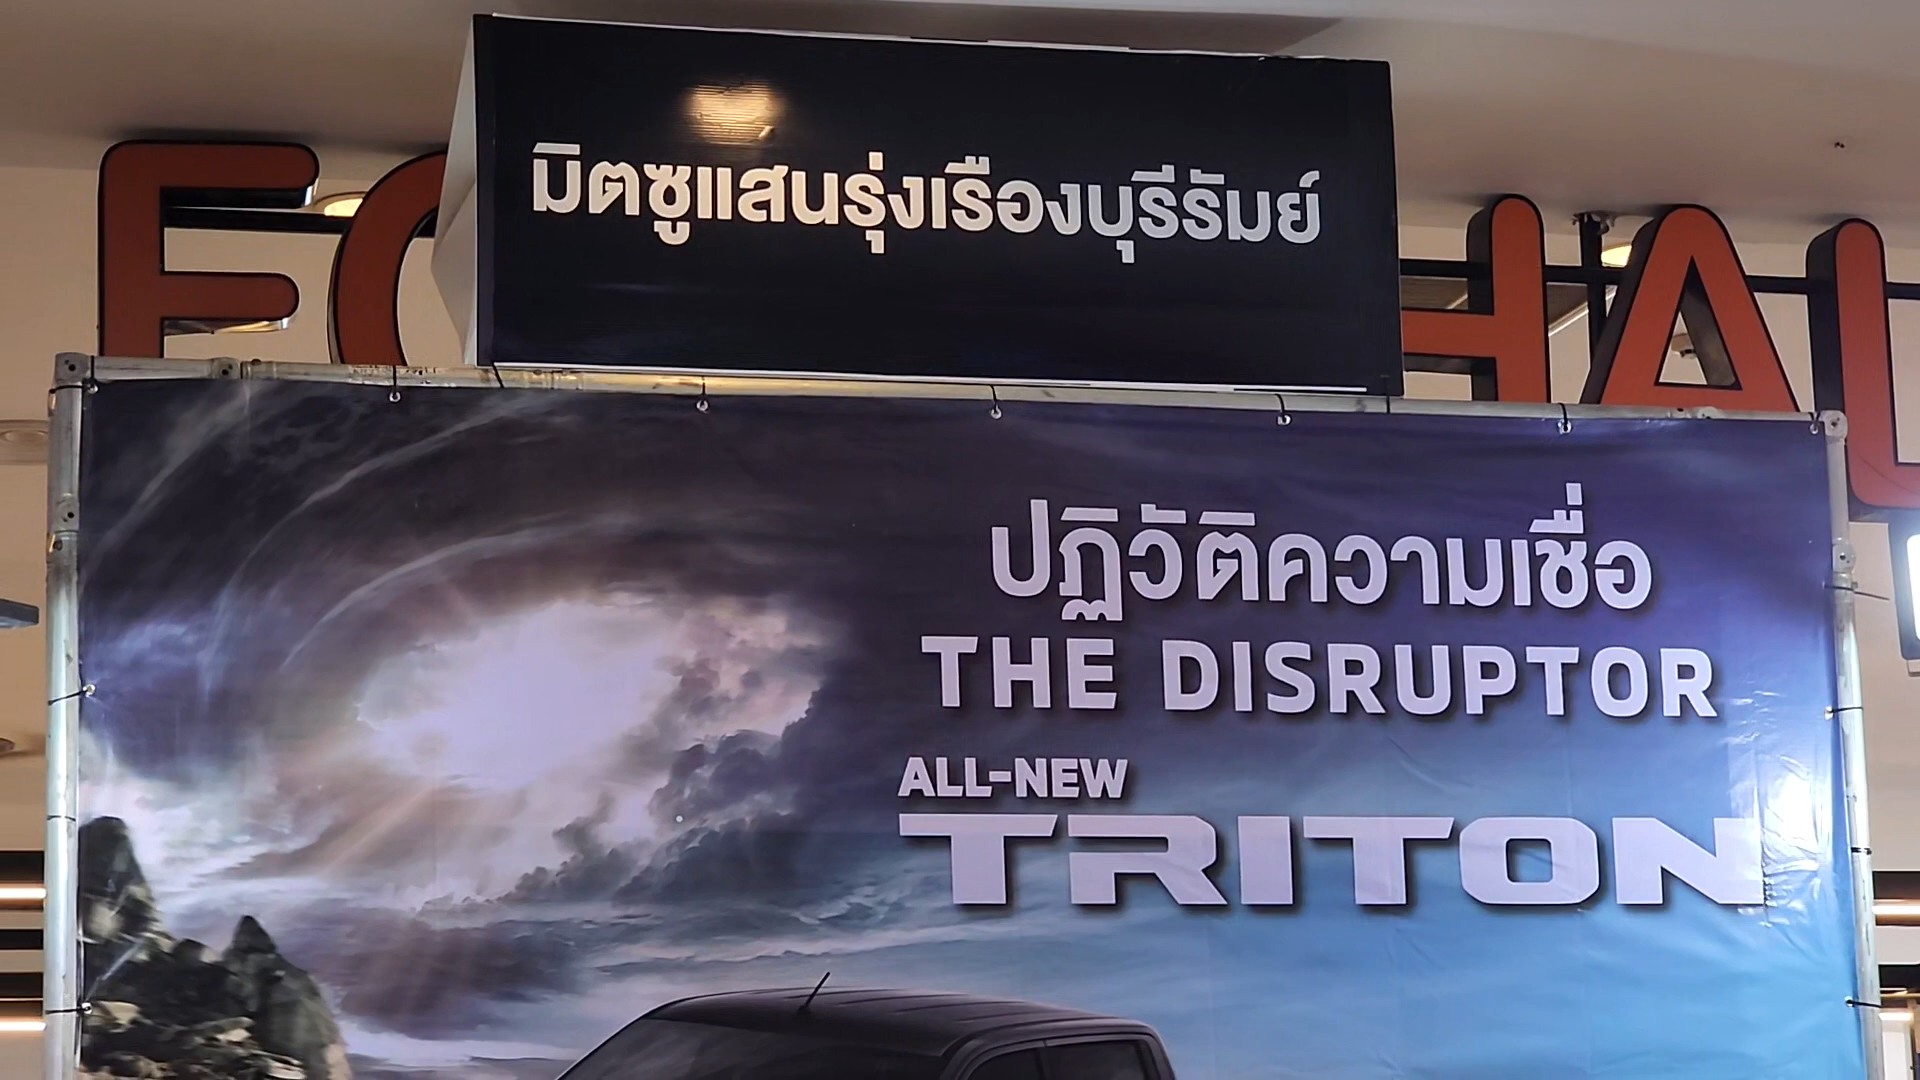 มิตซูแสนรุ่งเรืองบุรีรัมย์
ปฏิวัติความเชื่อ
THE DISRUPTOR
ALL-NEW
TRITON